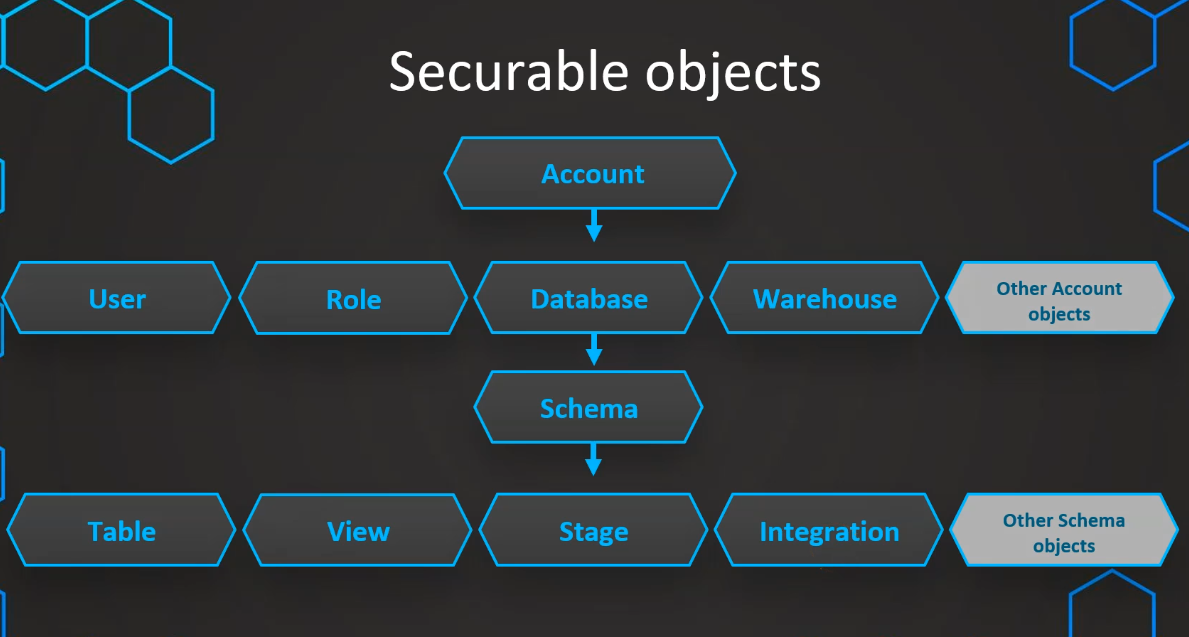 Securable objects
Account
User
Role
Database
Warehouse
Other Account
objects
Schema
Table
View
Stage
Integration
Other Schema
objects